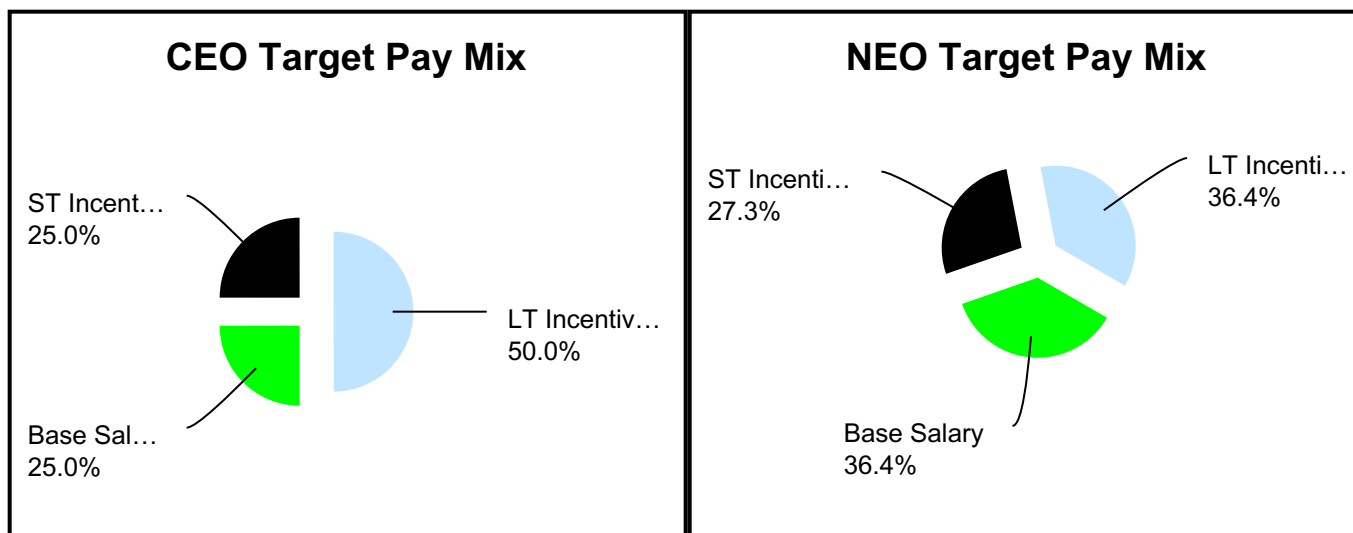 CEO Target Pay Mix
ST Incent…
25.0%
LT Incentiv…
50.0%
Base Sal…
25.0%
NEO Target Pay Mix
ST Incenti…
27.3%
LT Incenti…
36.4%
Base Salary
36.4%